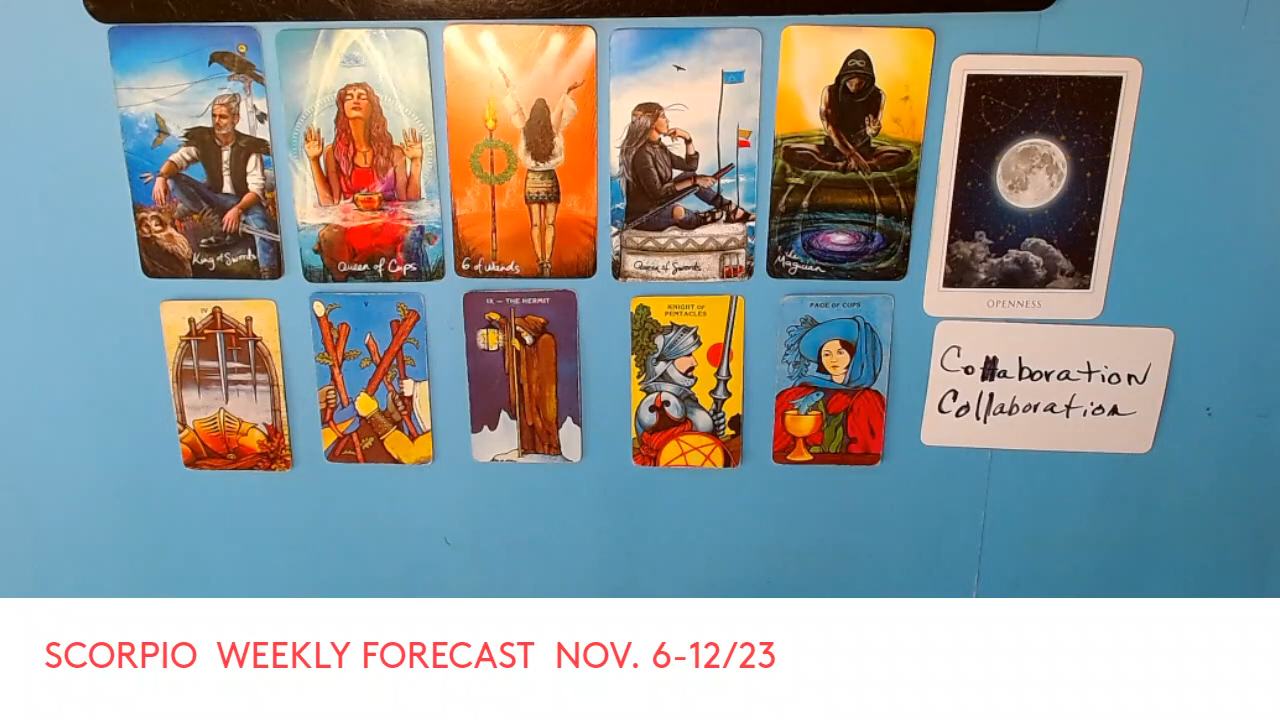 King of Swords
Queen of Cups
6 of wands
Queen of Swords
the Magician
OPENNESS
IV
V
IX — THE HERMIT
KNIGHT OF
PENTACLES
PAGE OF CUPS
Collaboration
Collaboration
SCORPIO WEEKLY FORECAST NOV. 6-12/23